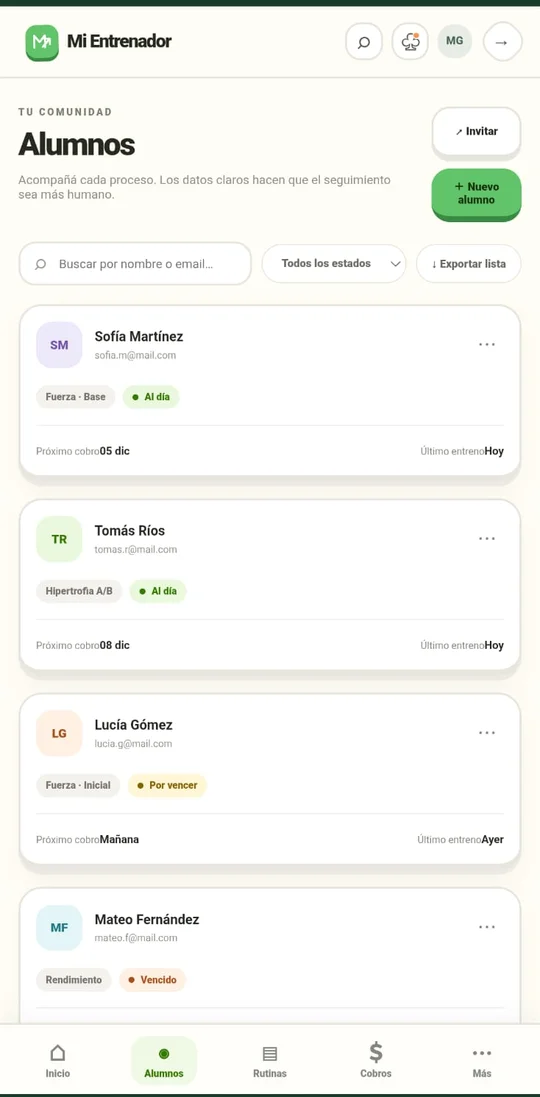 Mi Entrenador
MG
→
TU COMUNIDAD
Alumnos
Acompañá cada proceso. Los datos claros hacen que el seguimiento
sea más humano.
↗ Invitar
+ Nuevo
alumno
Buscar por nombre o email...
Todos los estados
↓ Exportar lista
SM
Sofía Martínez
sofia.m@mail.com
...
Fuerza · Base
Al día
Próximo cobro05 dic
Último entrenoHoy
TR
Tomás Ríos
tomas.r@mail.com
...
Hipertrofia A/B
Al día
Próximo cobro08 dic
Último entrenoHoy
LG
Lucía Gómez
lucia.g@mail.com
...
Fuerza · Inicial
Por vencer
Próximo cobroMañana
Último entrenoAyer
MF
Mateo Fernández
mateo.f@mail.com
...
Rendimiento
Vencido
Inicio
Alumnos
Rutinas
$
Cobros
...
Más